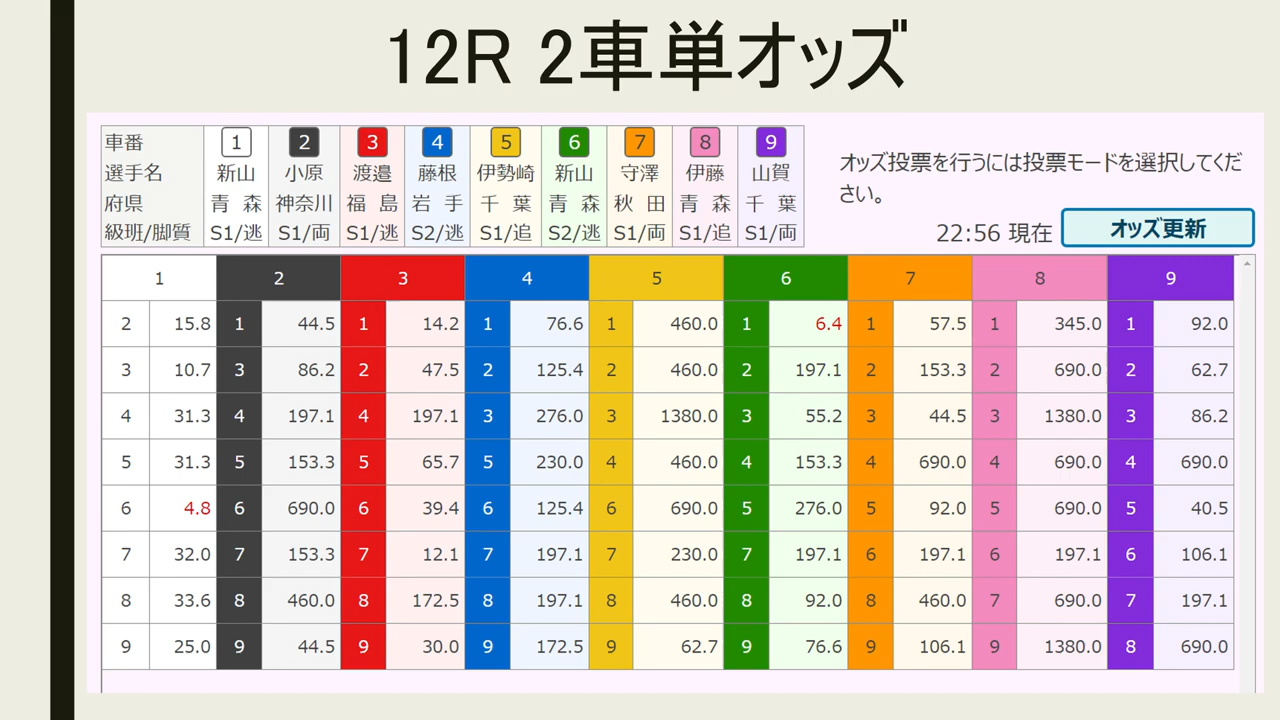 12R 2車単オッズ
車番 1 2 3 4 5 6 7 8 9
選手名 新山 小原 渡邉 藤根 伊勢崎 新山 守澤 伊藤 山賀
府県 青 森 神奈川 福 島 岩 手 千 葉 青 森 秋 田 青 森 千 葉
級班/脚質 S1/逃 S1/両 S1/逃 S2/逃 S1/追 S2/逃 S1/両 S1/追 S1/両
オッズ投票を行うには投票モードを選択してくだ
さい。
22:56 現在 オッズ更新
1 2 3 4 5 6 7 8 9
2 15.8 1 44.5 1 14.2 1 76.6 1 460.0 1 6.4 1 57.5 1 345.0 1 92.0
3 10.7 3 86.2 2 47.5 2 125.4 2 460.0 2 197.1 2 153.3 2 690.0 2 62.7
4 31.3 4 197.1 4 197.1 3 276.0 3 1380.0 3 55.2 3 44.5 3 1380.0 3 86.2
5 31.3 5 153.3 5 65.7 5 230.0 4 460.0 4 153.3 4 690.0 4 690.0 4 690.0
6 4.8 6 690.0 6 39.4 6 125.4 6 690.0 5 276.0 5 92.0 5 690.0 5 40.5
7 32.0 7 153.3 7 12.1 7 197.1 7 230.0 7 197.1 6 197.1 6 197.1 6 106.1
8 33.6 8 460.0 8 172.5 8 197.1 8 460.0 8 92.0 8 460.0 7 690.0 7 197.1
9 25.0 9 44.5 9 30.0 9 172.5 9 62.7 9 76.6 9 106.1 9 1380.0 8 690.0